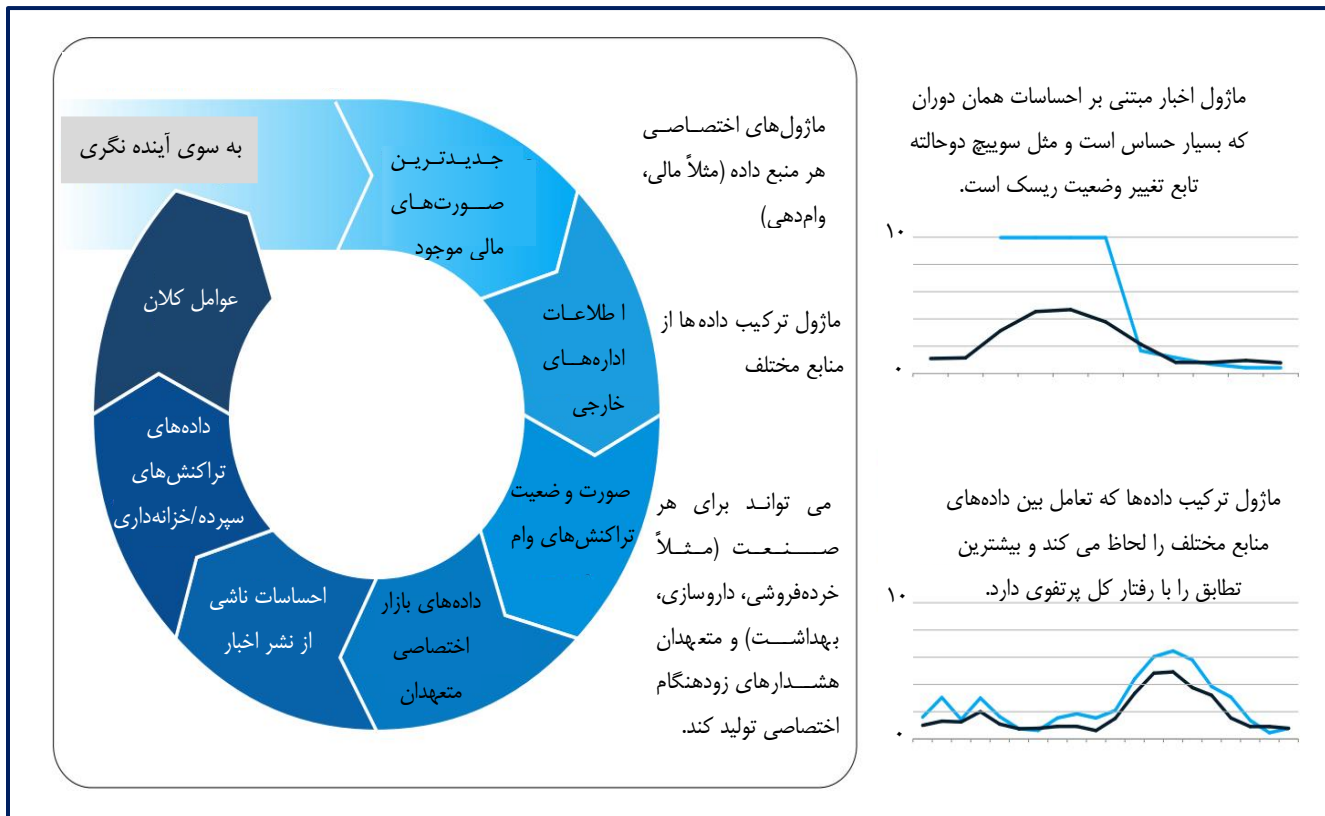 به سوی آینده نگری
جدیدترین
صورت‌های
مالی موجود
اطلاعات
اداره‌های
خارجی
صورت وضعیت
تراکنش‌های وام
داده‌های بازار
اختصاصی
متعهدان
احساسات ناشی
از نشر اخبار
داده‌های
تراکنش‌های
سپرده/خزانه‌داری
عوامل کلان
ماژول‌های اختصاصی
هر منبع داده (مثلاً مالی،
وام‌دهی)
ماژول ترکیب داده‌ها از
منابع مختلف
می تواند برای هر
صنعت (مثلاً
خرده‌فروشی، داروسازی،
بهداشت) و متعهدان
هشدارهای زودهنگام
اختصاصی تولید کند.
ماژول اخبار مبتنی بر احساسات همان دوران
که بسیار حساس است و مثل سوییچ دوحالته
تابع تغییر وضعیت ریسک است.
۱۰
۰
ماژول ترکیب داده‌ها که تعامل بین داده‌های
منابع مختلف را لحاظ می کند و بیشترین
تطابق را با رفتار کل پرتفوی دارد.
۱۰
۰